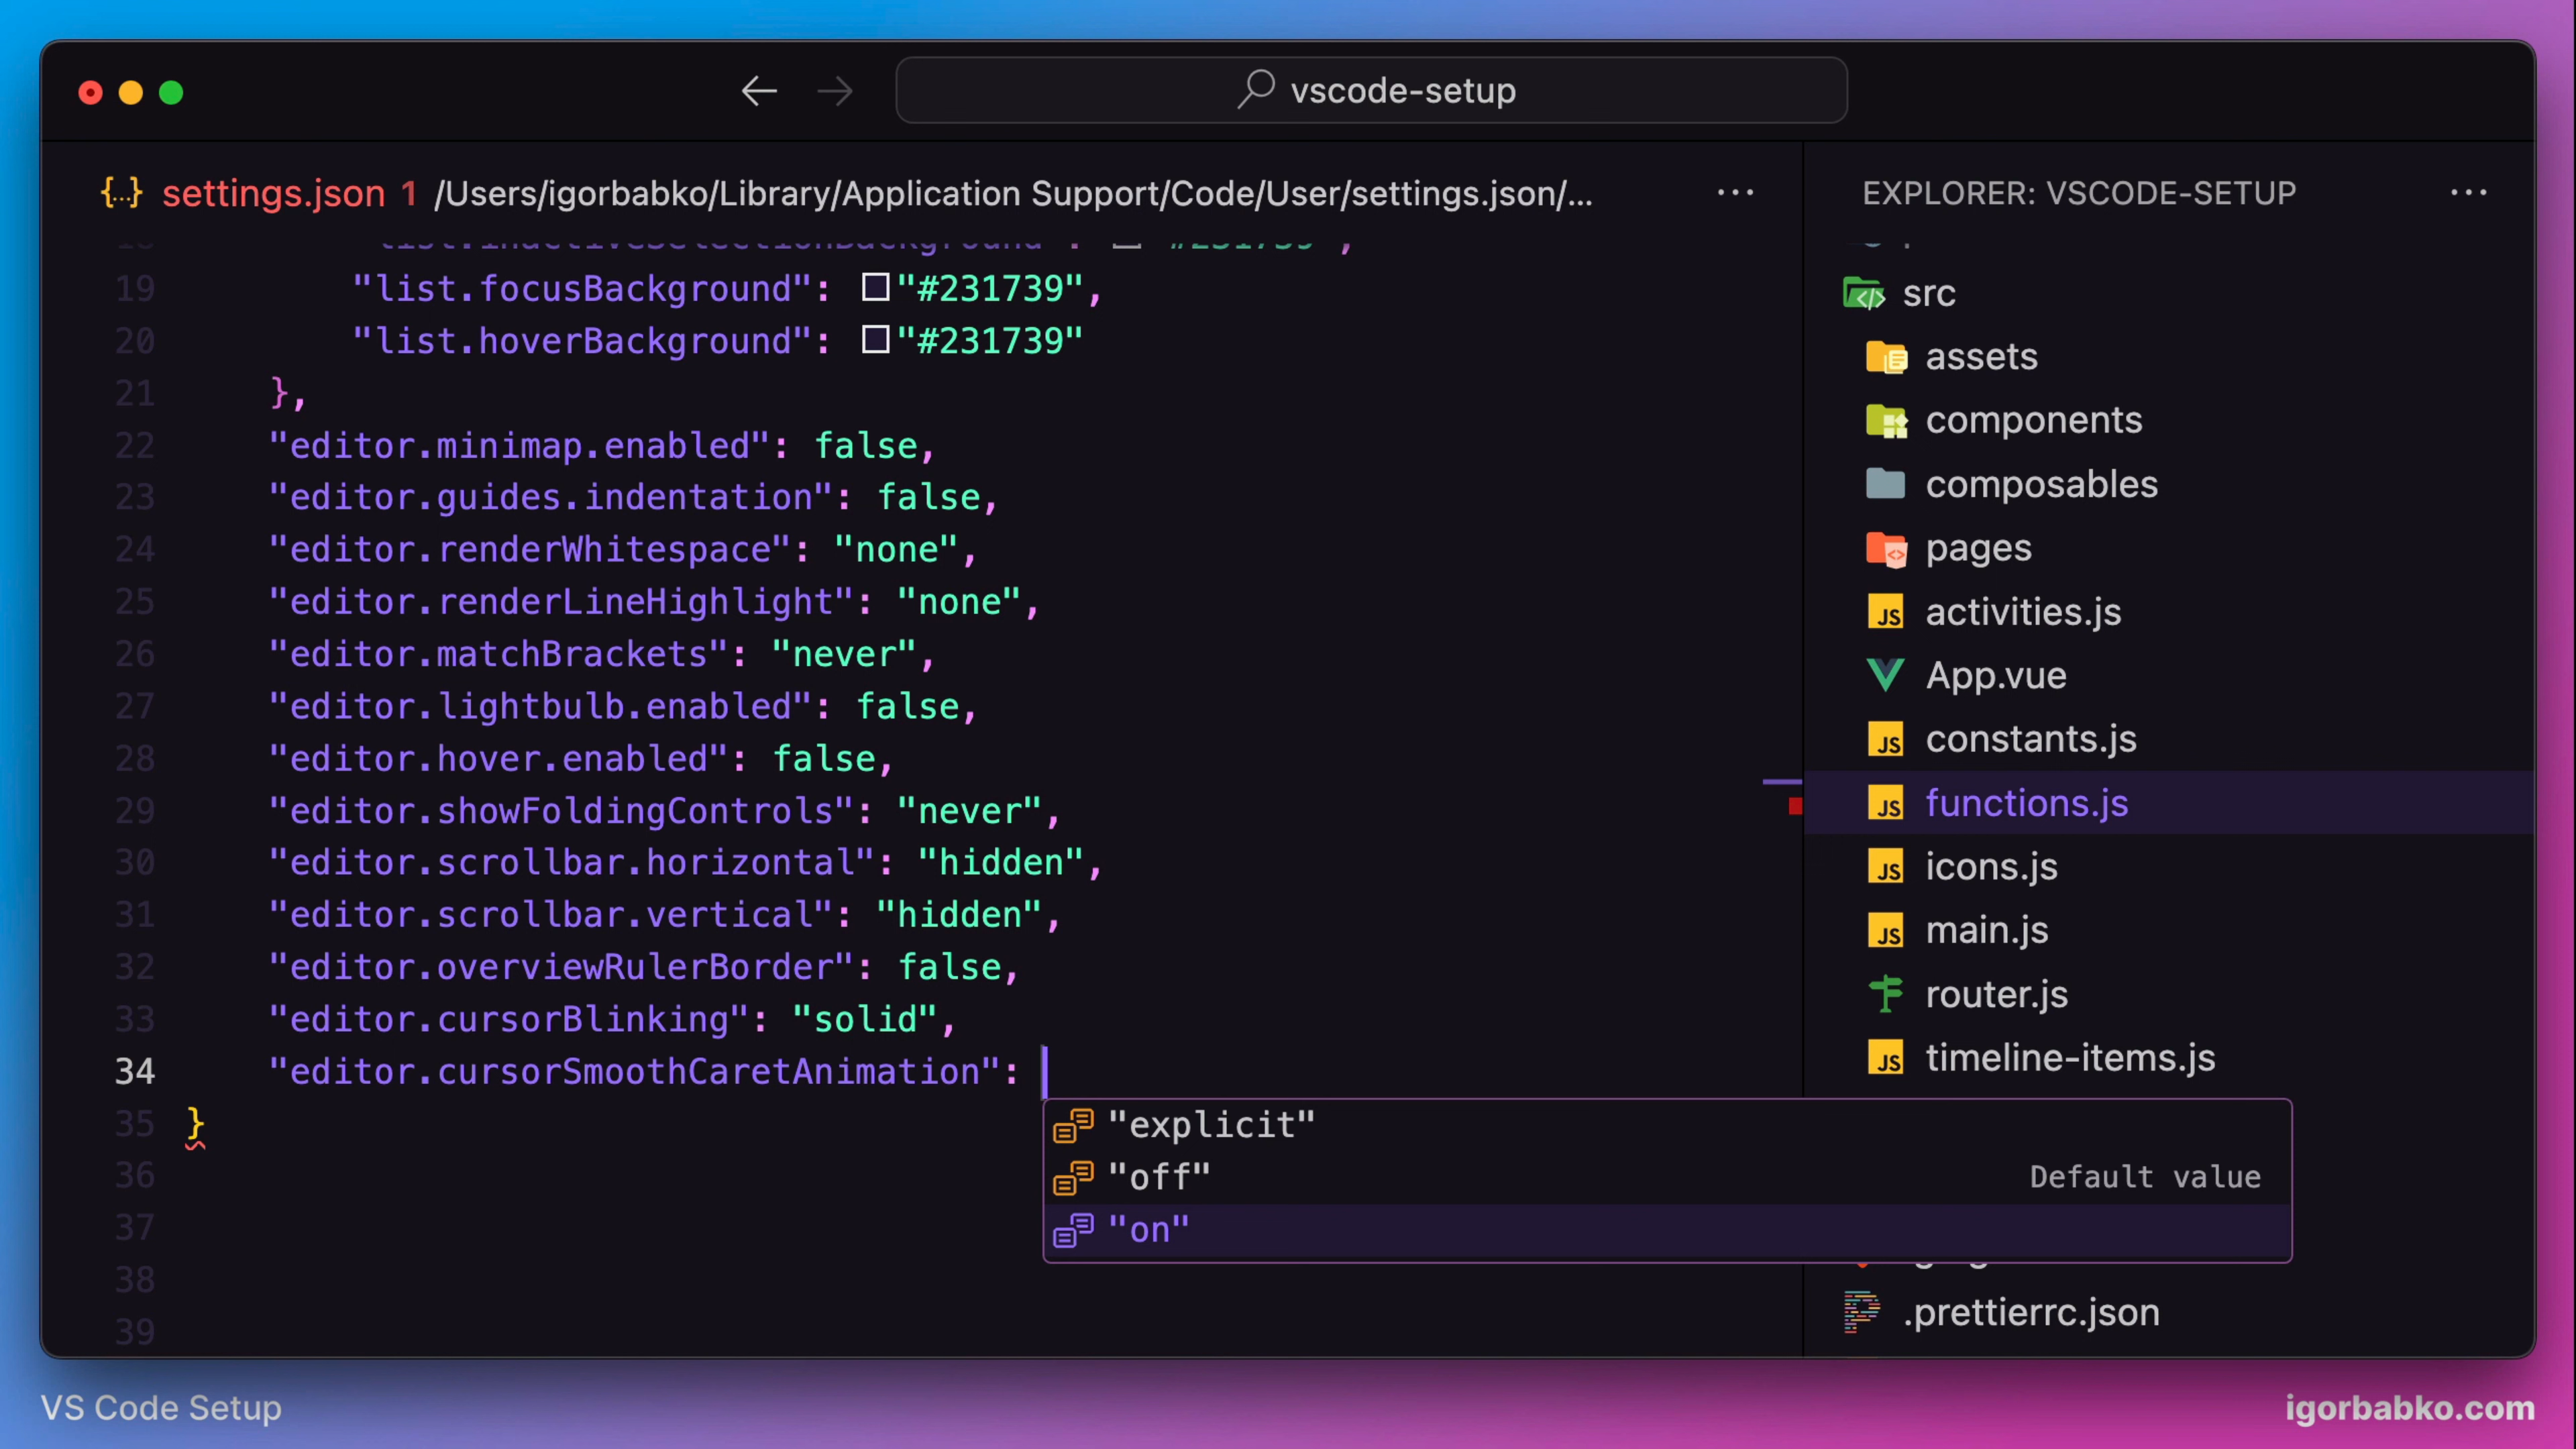 vscode-setup
{...} settings.json 1 /Users/igorbabko/Library/Application Support/Code/User/settings.json/... ···
19 "list.focusBackground": "#231739",
20 "list.hoverBackground": "#231739"
21 },
22 "editor.minimap.enabled": false,
23 "editor.guides.indentation": false,
24 "editor.renderWhitespace": "none",
25 "editor.renderLineHighlight": "none",
26 "editor.matchBrackets": "never",
27 "editor.lightbulb.enabled": false,
28 "editor.hover.enabled": false,
29 "editor.showFoldingControls": "never",
30 "editor.scrollbar.horizontal": "hidden",
31 "editor.scrollbar.vertical": "hidden",
32 "editor.overviewRulerBorder": false,
33 "editor.cursorBlinking": "solid",
34 "editor.cursorSmoothCaretAnimation":
"explicit"
"off" Default value
"on"
35 }
36
37
38
39
EXPLORER: VSCODE-SETUP ···
src
assets
components
composables
pages
JS activities.js
App.vue
JS constants.js
JS functions.js
JS icons.js
JS main.js
router.js
JS timeline-items.js
.prettierrc.json
VS Code Setup
igorbabko.com